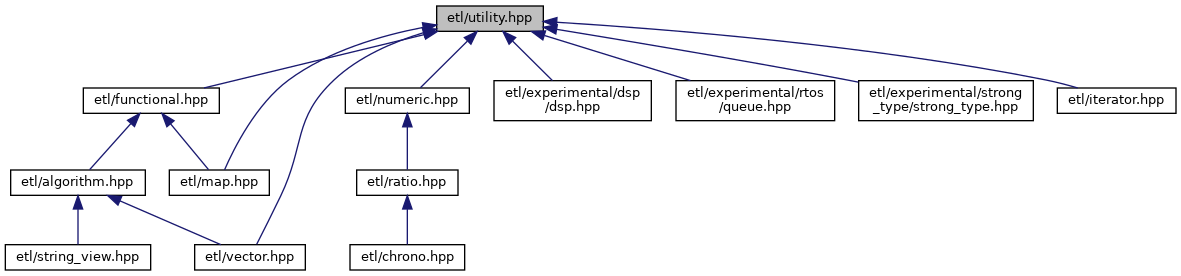 etl/utility.hpp
etl/functional.hpp
etl/numeric.hpp
etl/experimental/dsp
/dsp.hpp
etl/experimental/rtos
/queue.hpp
etl/experimental/strong
_type/strong_type.hpp
etl/iterator.hpp
etl/algorithm.hpp
etl/map.hpp
etl/ratio.hpp
etl/string_view.hpp
etl/vector.hpp
etl/chrono.hpp